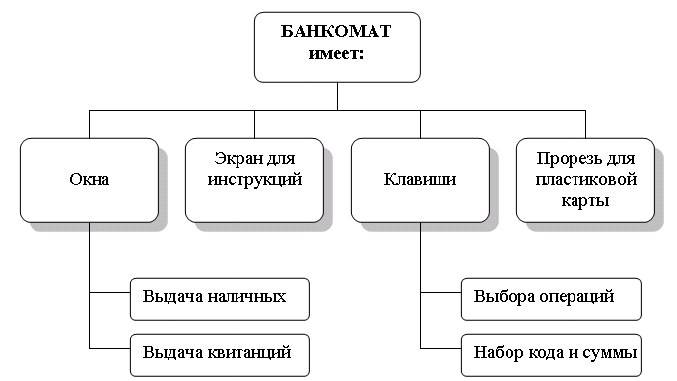 БАНКОМАТ
имеет:
Окна
Экран для
инструкций
Клавиши
Прорезь для
пластиковой
карты
Выдача наличных
Выдача квитанций
Выбора операций
Набор кода и суммы